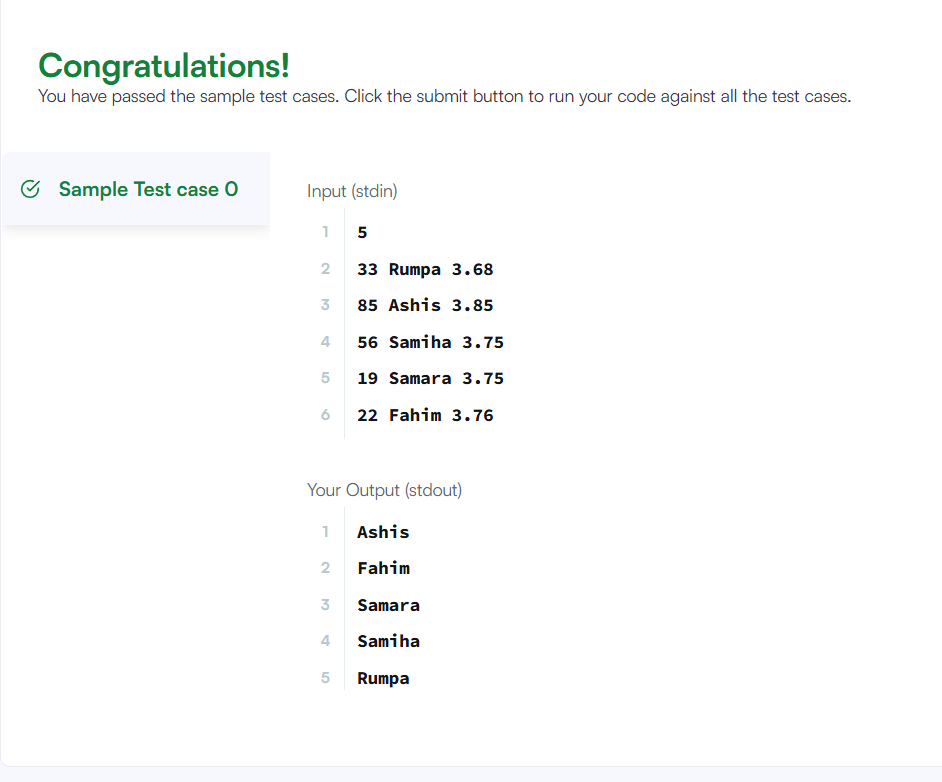 Congratulations!
You have passed the sample test cases. Click the submit button to run your code against all the test cases.
Sample Test case 0
Input (stdin)
1 5
2 33 Rumpa 3.68
3 85 Ashis 3.85
4 56 Samiha 3.75
5 19 Samara 3.75
6 22 Fahim 3.76
Your Output (stdout)
1 Ashis
2 Fahim
3 Samara
4 Samiha
5 Rumpa